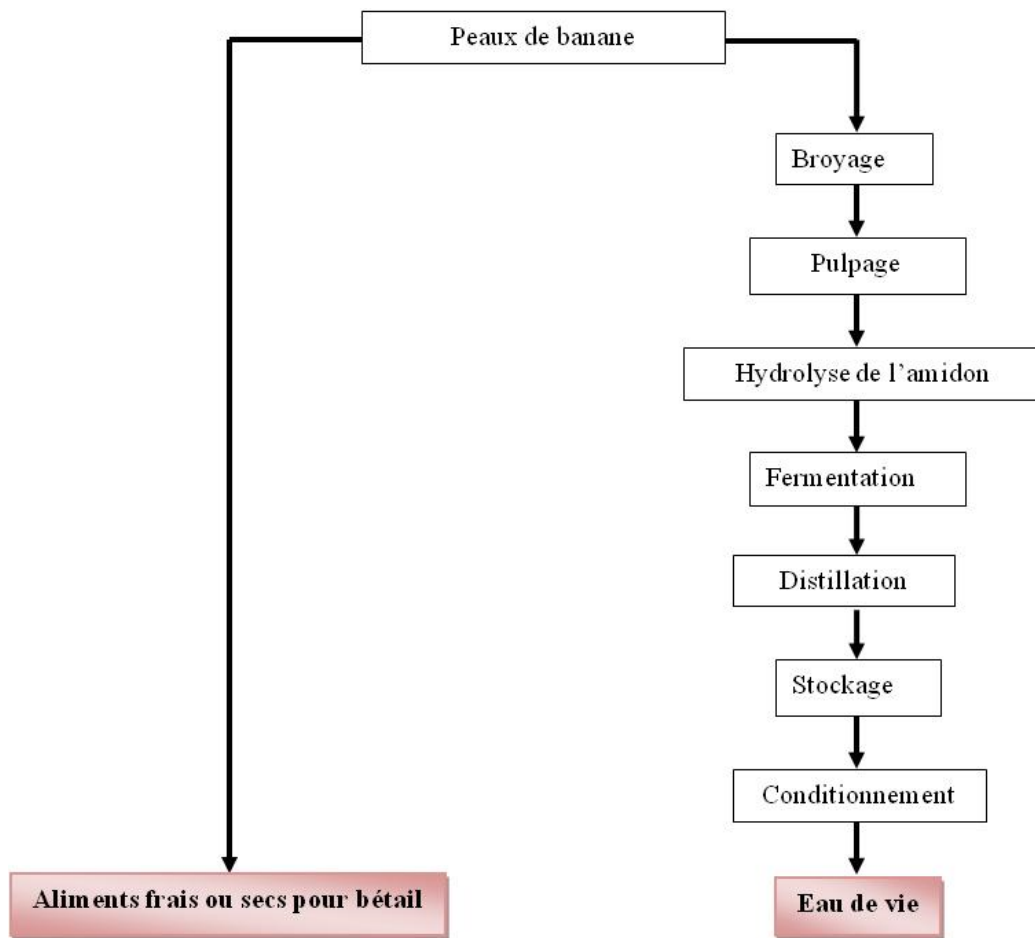 Peaux de banane
Broyage
Pulpage
Hydrolyse de l’amidon
Fermentation
Distillation
Stockage
Conditionnement
Aliments frais ou secs pour bétail
Eau de vie